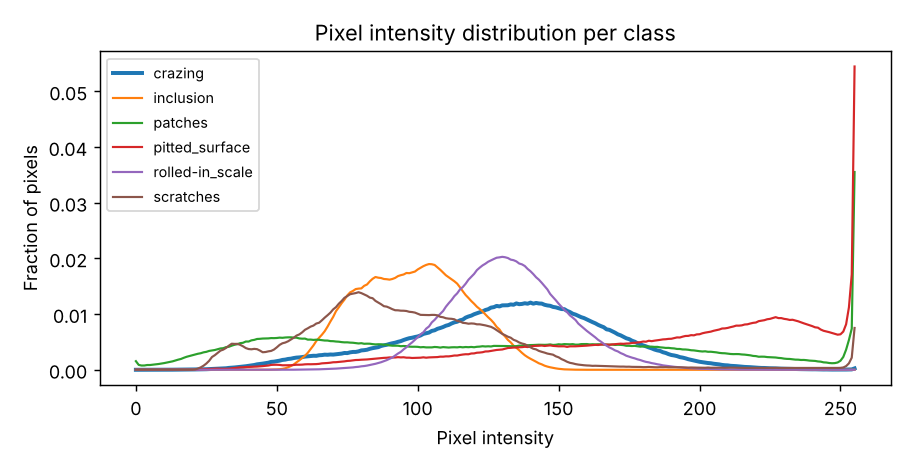 Pixel intensity distribution per class
crazing
inclusion
patches
pitted_surface
rolled-in_scale
scratches
Fraction of pixels
0.05
0.04
0.03
0.02
0.01
0.00
0 50 100 150 200 250
Pixel intensity